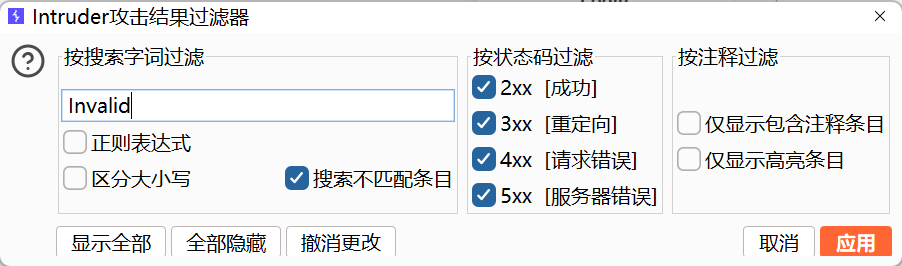 Intruder攻击结果过滤器
按搜索字词过滤
Invalid
正则表达式
区分大小写
搜索不匹配条目
按状态码过滤
2xx [成功]
3xx [重定向]
4xx [请求错误]
5xx [服务器错误]
按注释过滤
仅显示包含注释条目
仅显示高亮条目
显示全部
全部隐藏
撤消更改
取消
应用